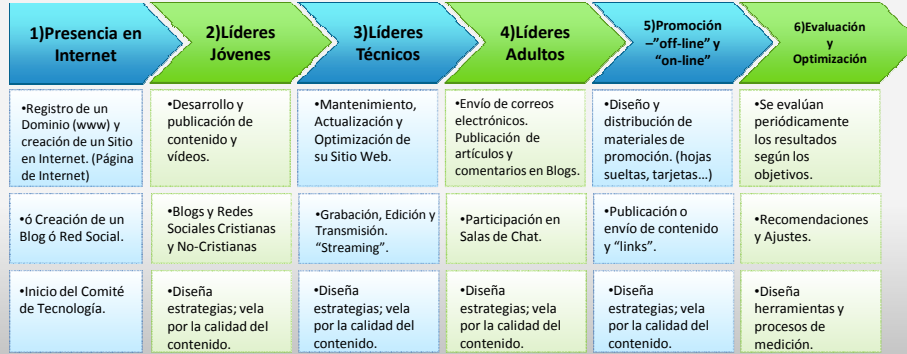 1)Presencia en
Internet
2)Líderes
Jóvenes
3)Líderes
Técnicos
4)Líderes
Adultos
5)Promoción
–"off-line" y
"on-line"
6)Evaluación
y
Optimización
•Registro de un
Dominio (www) y
creación de un Sitio
en Internet. (Página
de Internet)
•Desarrollo y
publicación de
contenido y
vídeos.
•Mantenimiento,
Actualización y
Optimización de
su Sitio Web.
•Envío de correos
electrónicos.
Publicación de
artículos y
comentarios en Blogs.
•Diseño y
distribución de
materiales de
promoción. (hojas
sueltas, tarjetas...)
•Se evalúan
periódicamente
los resultados
según los
objetivos.
•ó Creación de un
Blog ó Red Social.
•Blogs y Redes
Sociales Cristianas
y No-Cristianas
•Grabación, Edición y
Transmisión.
"Streaming".
•Participación en
Salas de Chat.
•Publicación o
envío de contenido
y "links".
•Recomendaciones
y Ajustes.
•Inicio del Comité
de Tecnología.
•Diseña
estrategias; vela
por la calidad del
contenido.
•Diseña
estrategias; vela
por la calidad del
contenido.
•Diseña
estrategias; vela
por la calidad del
contenido.
•Diseña
estrategias; vela
por la calidad del
contenido.
•Diseña
herramientas y
procesos de
medición.